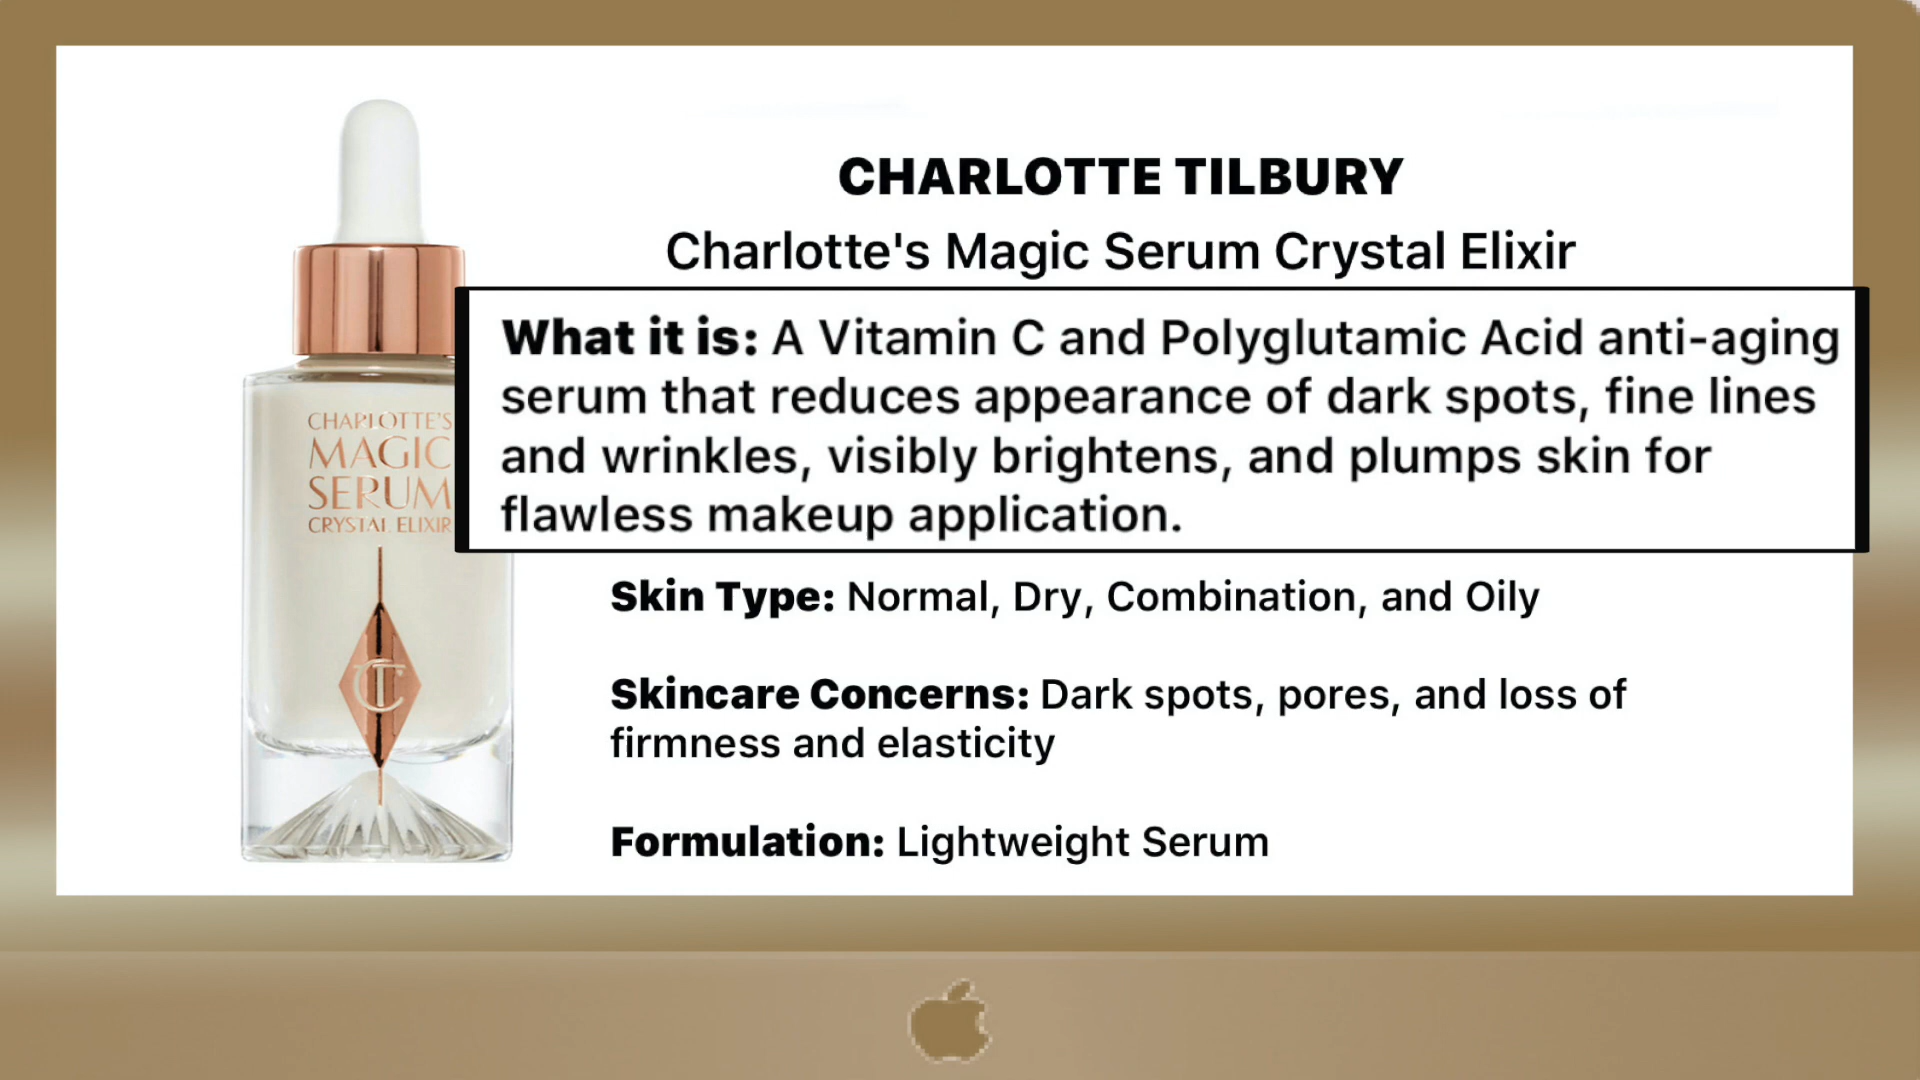 CHARLOTTE TILBURY
Charlotte's Magic Serum Crystal Elixir
What it is: A Vitamin C and Polyglutamic Acid anti-aging
serum that reduces appearance of dark spots, fine lines
and wrinkles, visibly brightens, and plumps skin for
flawless makeup application.
Skin Type: Normal, Dry, Combination, and Oily
Skincare Concerns: Dark spots, pores, and loss of
firmness and elasticity
Formulation: Lightweight Serum
CHARLOTTE'S
MAGIC
SERUM
CRYSTAL ELIXIR
CT